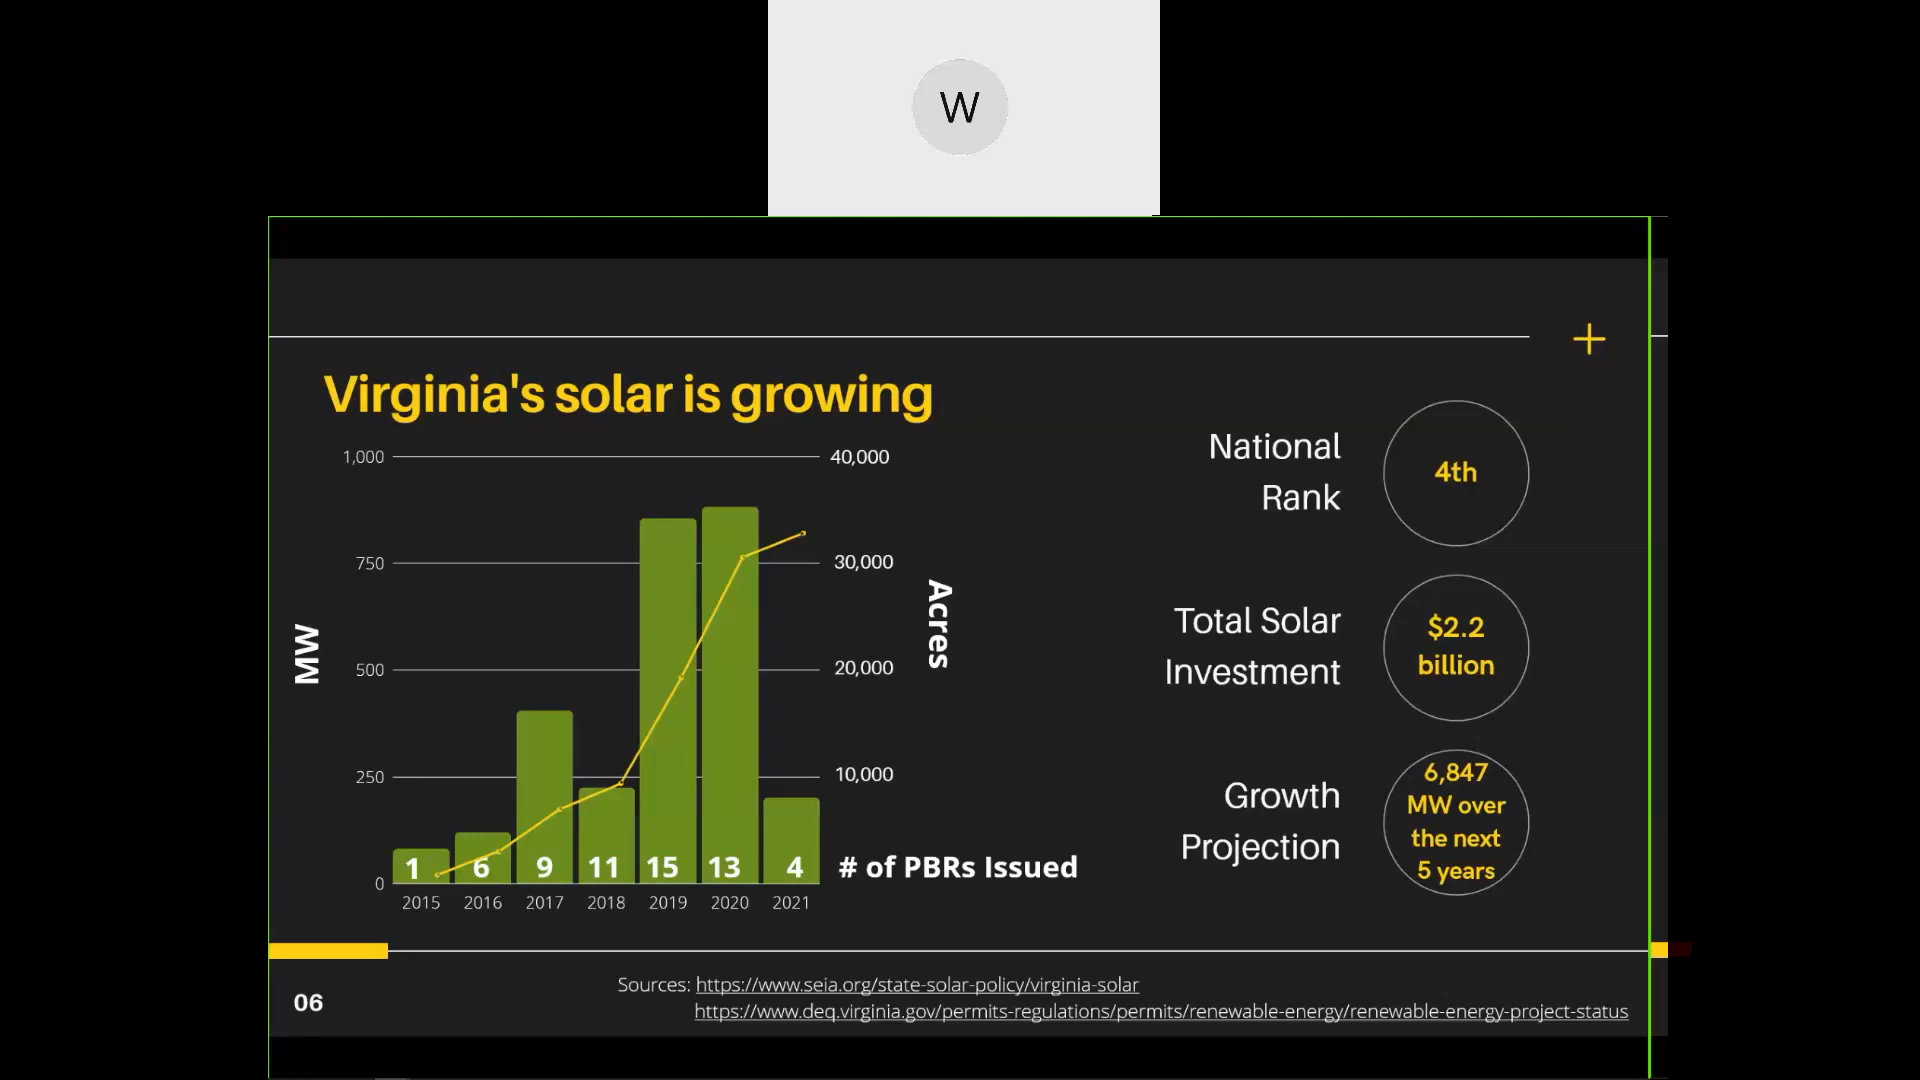 W
Virginia's solar is growing
1,000
750
500
250
0
MW
40,000
30,000
20,000
10,000
Acres
1 6 9 11 15 13 4 # of PBRs Issued
2015 2016 2017 2018 2019 2020 2021
National
Rank
4th
Total Solar
Investment
$2.2
billion
Growth
Projection
6,847
MW over
the next
5 years
06
Sources: https://www.seia.org/state-solar-policy/virginia-solar
https://www.deq.virginia.gov/permits-regulations/permits/renewable-energy/renewable-energy-project-status